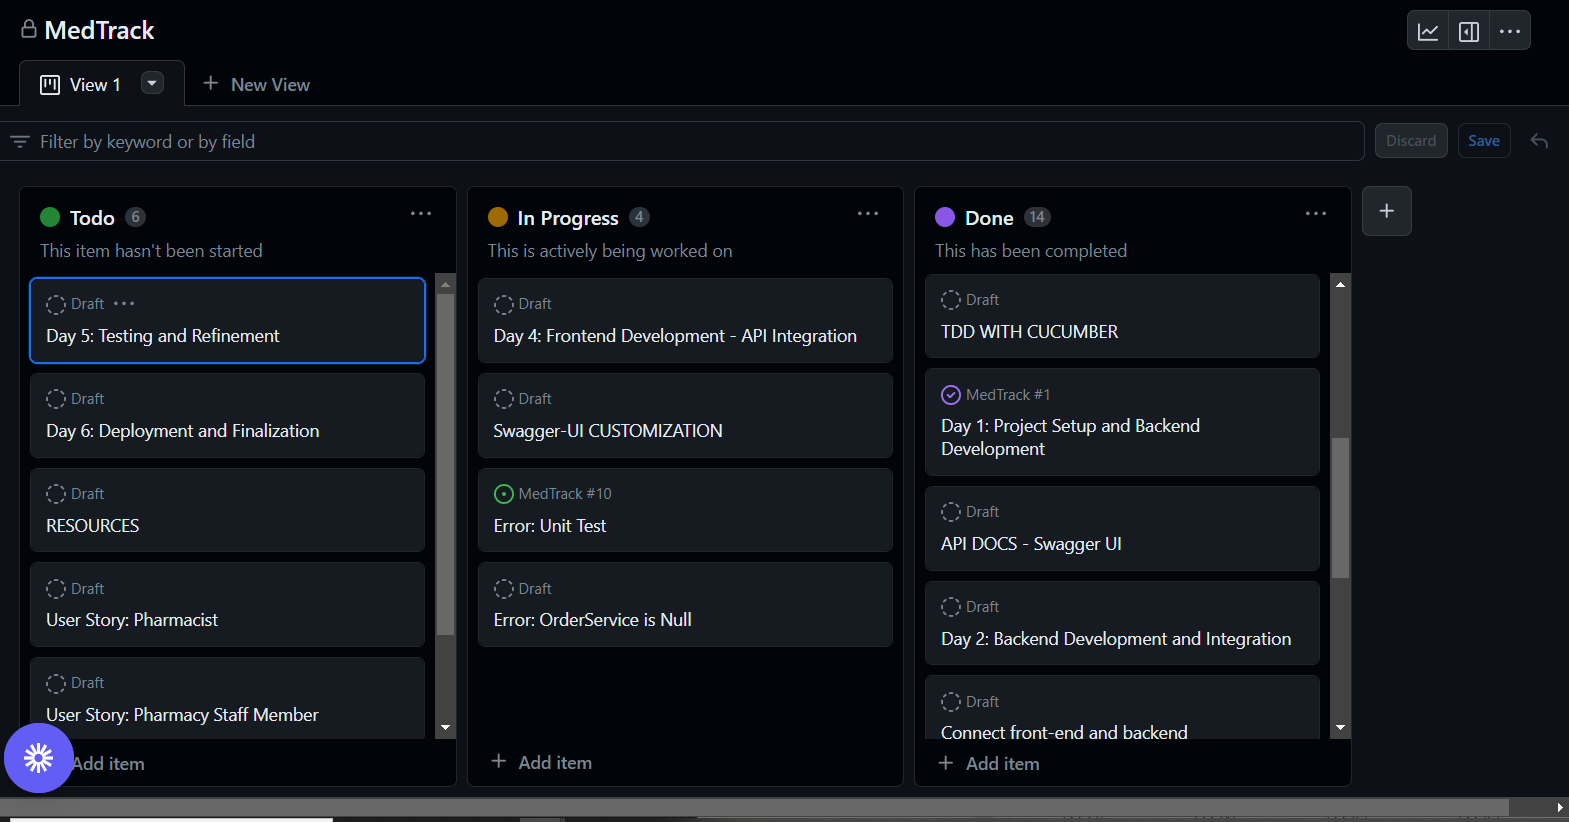 MedTrack
View 1
New View
Filter by keyword or by field
Discard
Save
Todo 6
This item hasn't been started
Draft
Day 5: Testing and Refinement
Draft
Day 6: Deployment and Finalization
Draft
RESOURCES
Draft
User Story: Pharmacist
Draft
User Story: Pharmacy Staff Member
Add item
In Progress 4
This is actively being worked on
Draft
Day 4: Frontend Development - API Integration
Draft
Swagger-UI CUSTOMIZATION
MedTrack #10
Error: Unit Test
Draft
Error: OrderService is Null
Add item
Done 14
This has been completed
Draft
TDD WITH CUCUMBER
MedTrack #1
Day 1: Project Setup and Backend
Development
Draft
API DOCS - Swagger UI
Draft
Day 2: Backend Development and Integration
Draft
Connect front-end and backend
Add item